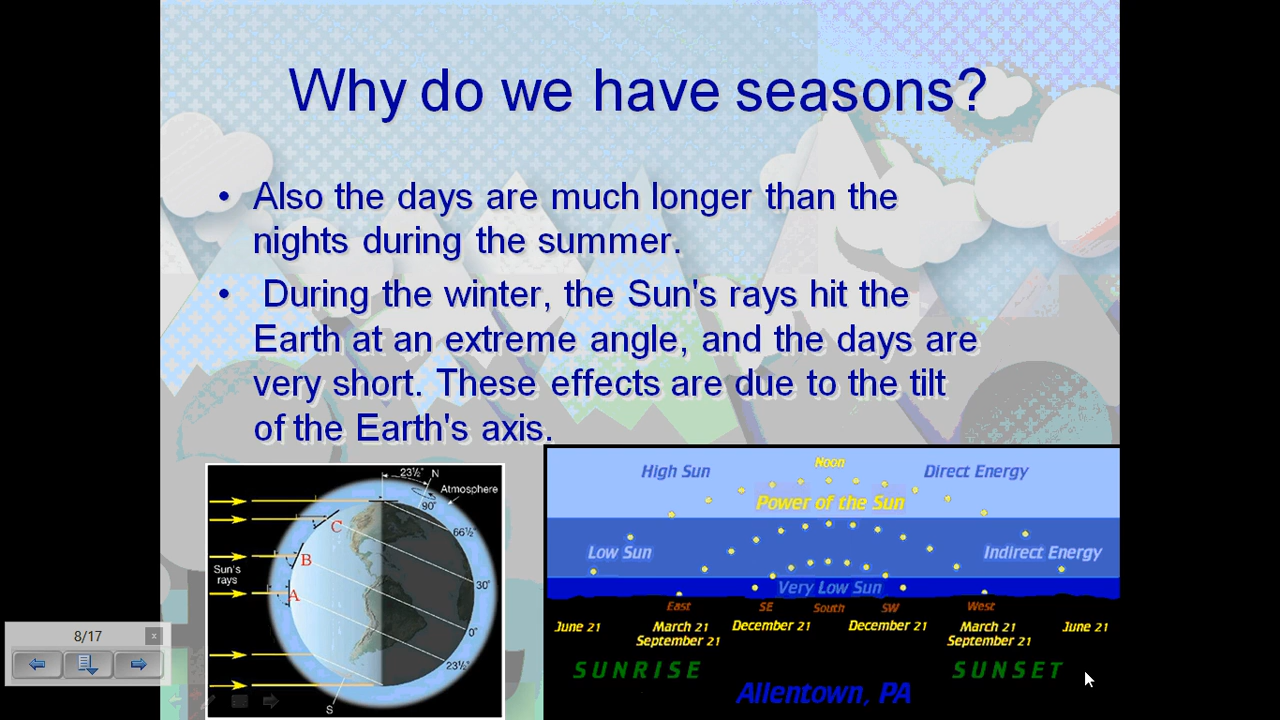 Why do we have seasons?
• Also the days are much longer than the
nights during the summer.
• During the winter, the Sun's rays hit the
Earth at an extreme angle, and the days are
very short. These effects are due to the tilt
of the Earth's axis.
23½° N
Atmosphere
90°
C
66½°
B
Sun's
rays
30°
A
0°
23½°
S
High Sun Noon Direct Energy
Power of the Sun
Low Sun Indirect Energy
Very Low Sun
East SE South SW West
June 21 March 21 December 21 December 21 March 21 June 21
September 21 September 21
SUNRISE SUNSET
Allentown, PA
8/17
x